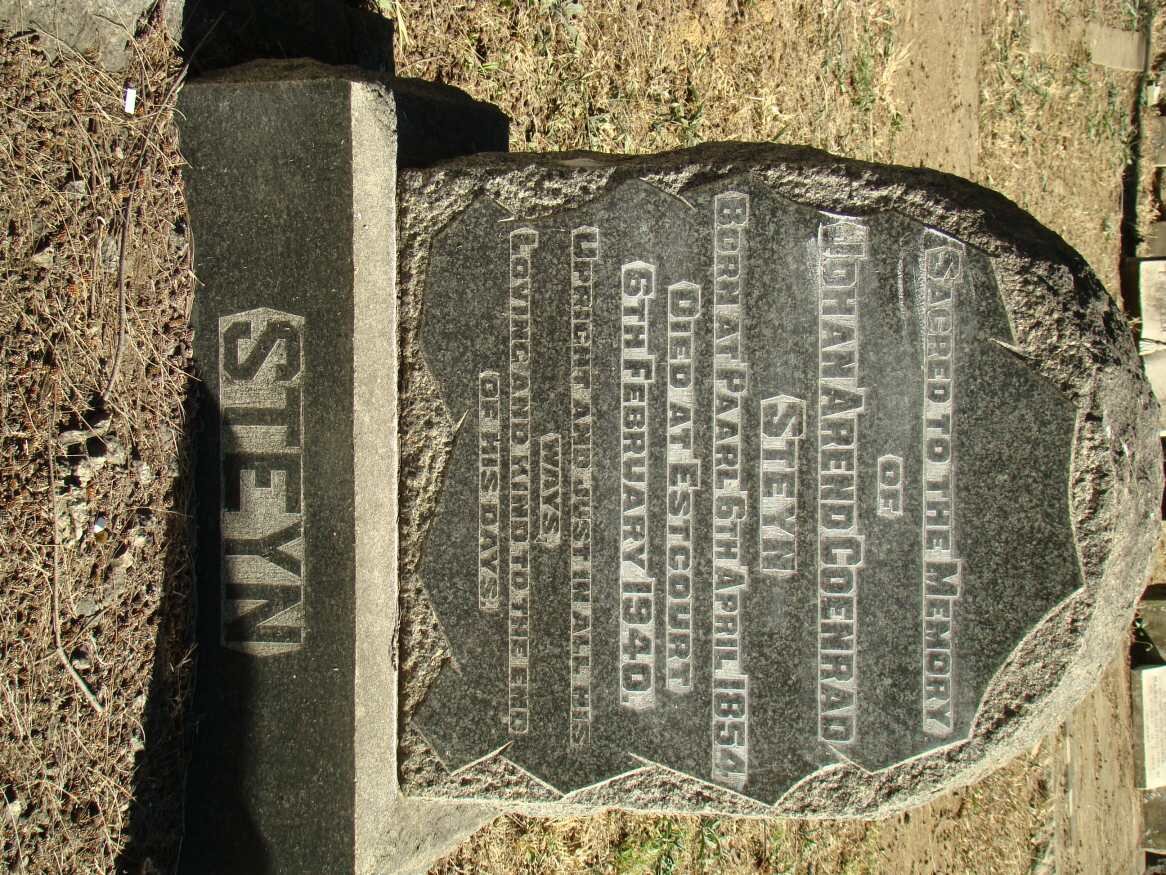 SACRED TO THE MEMORY
OF
JOHAN AREND COENRAD
STEYN
BORN AT PAARL 6TH APRIL 1854
DIED AT ESTCOURT
6TH FEBRUARY 1940
UPRIGHT AND JUST IN ALL HIS
WAYS
LOVING AND KIND TO THE END
OF HIS DAYS
STEYN